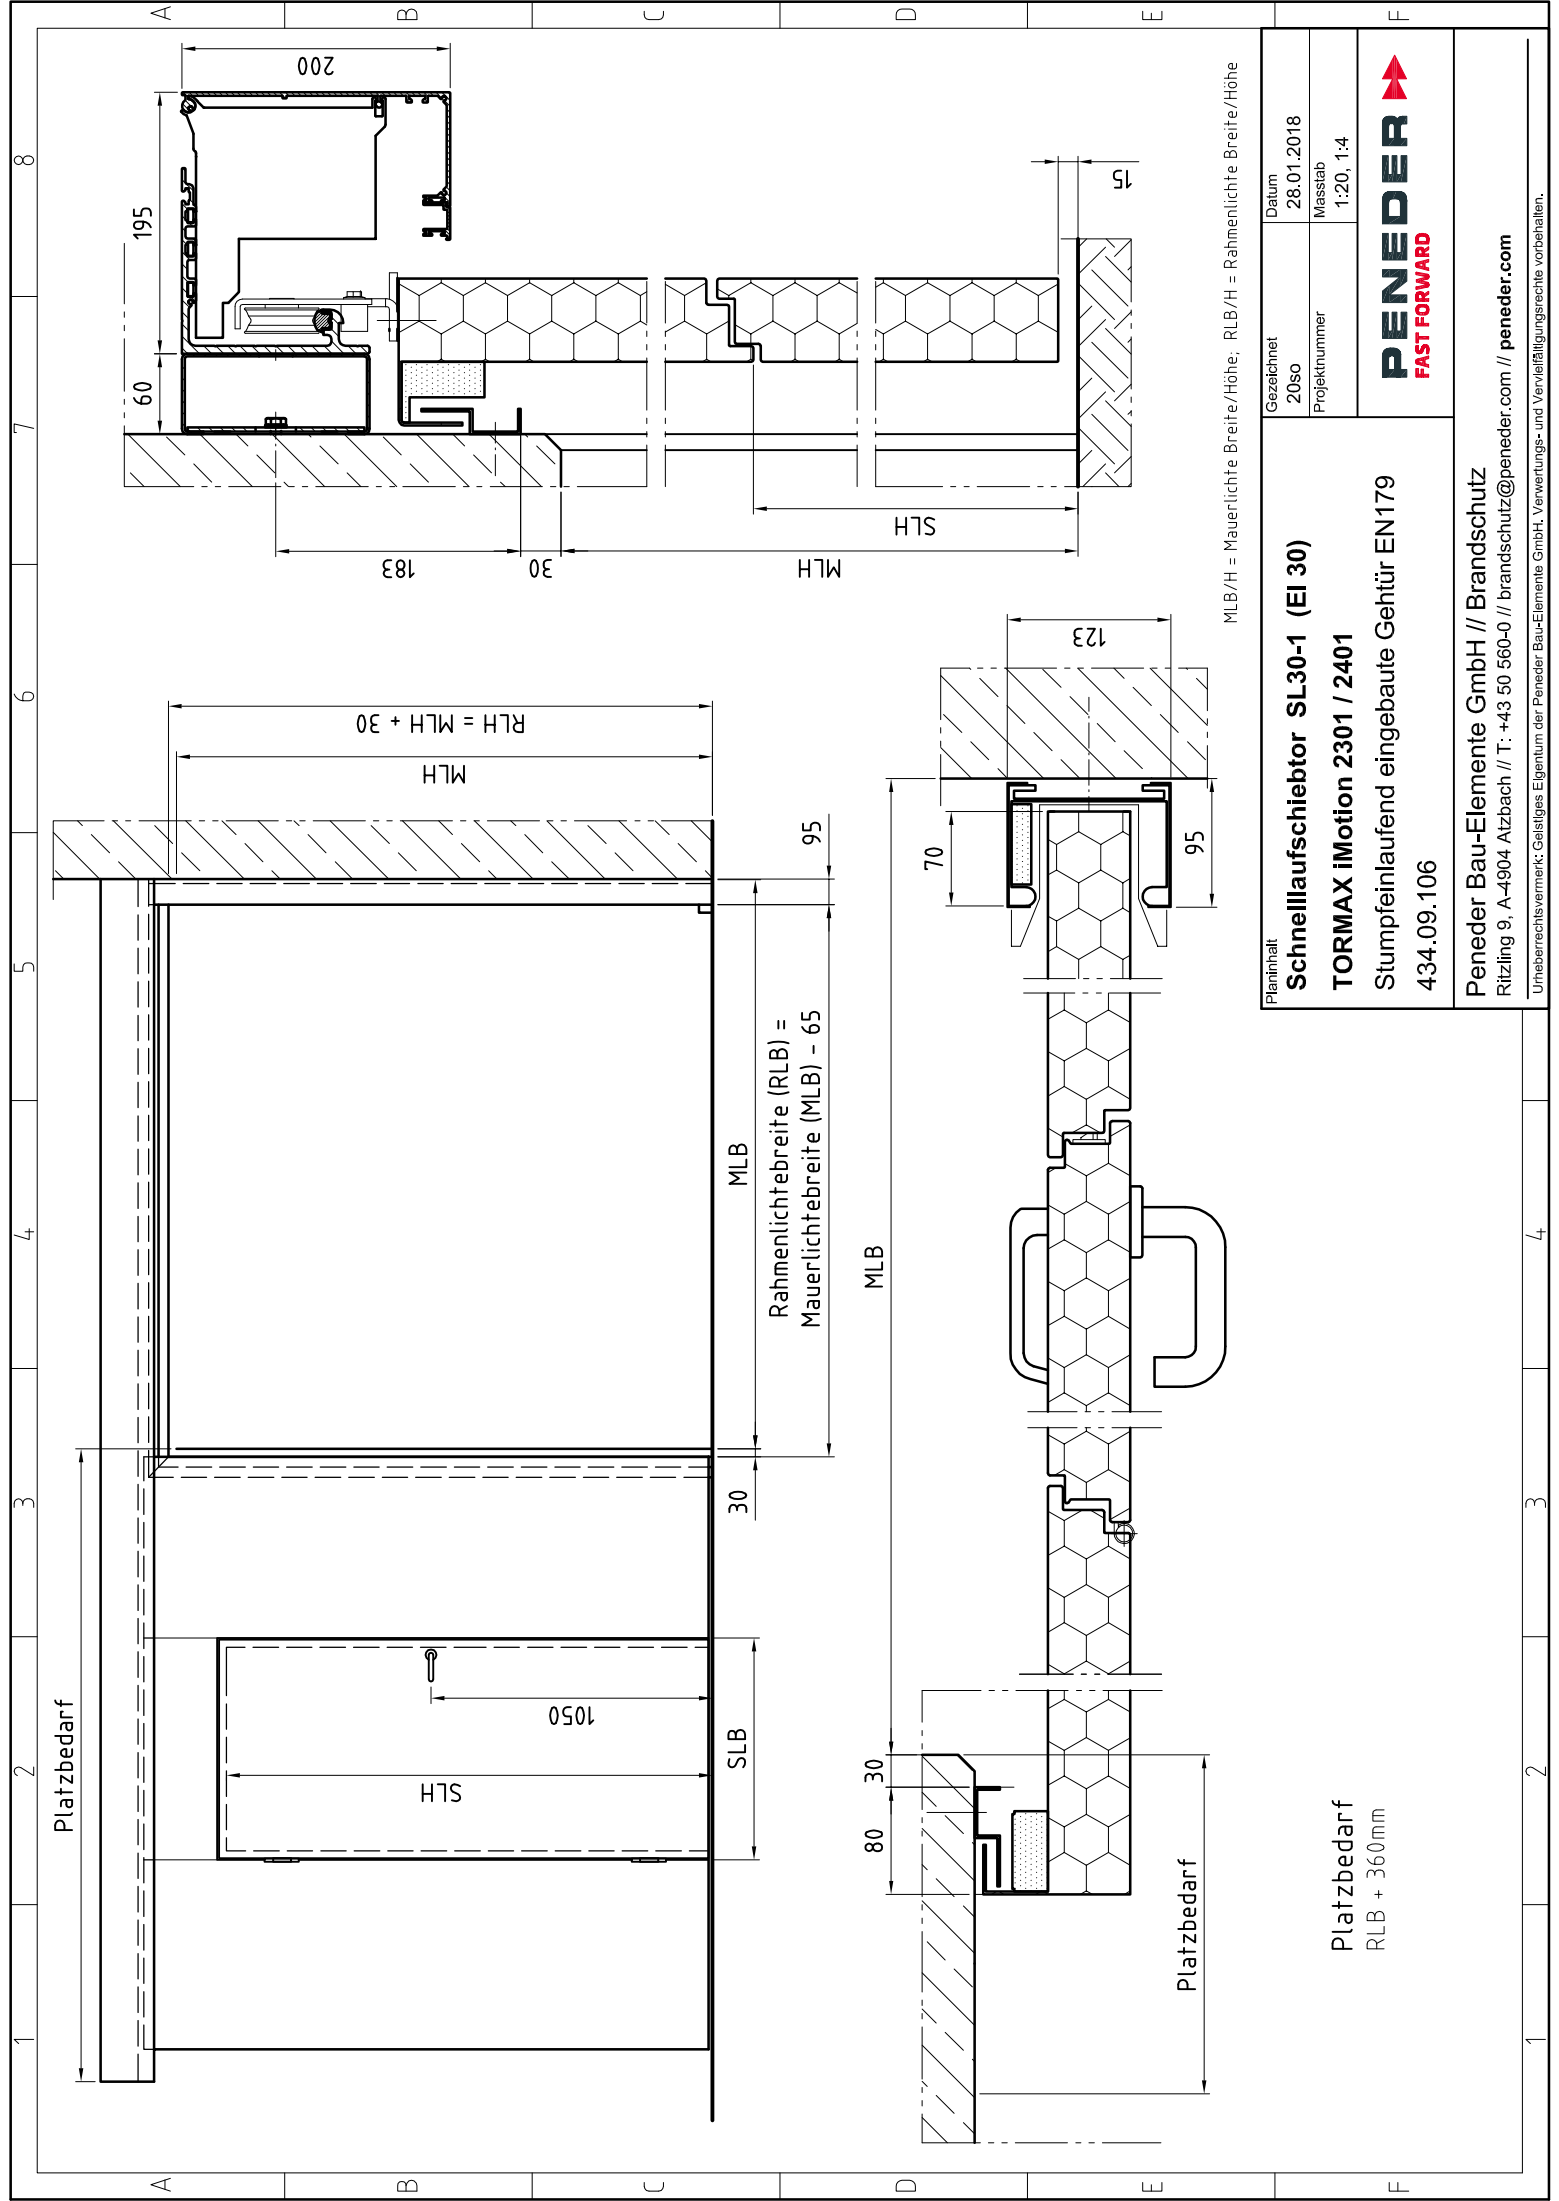 1
2
3
4
5
6
7
8
A
B
C
D
E
F
Platzbedarf
SLH
1050
SLB
30
MLB
Rahmenlichtebreite (RLB) =
Mauerlichtebreite (MLB) - 65
95
MLH
RLH = MLH + 30
60
195
200
183
30
MLH
SLH
15
MLB
80
30
70
95
123
Platzbedarf
Platzbedarf
RLB + 360mm
MLB/H = Mauerlichte Breite/Höhe; RLB/H = Rahmenlichte Breite/Höhe
Planinhalt
Schnelllaufschiebtor SL30-1 (EI 30)
TORMAX iMotion 2301 / 2401
Stumpfeinlaufend eingebaute Gehtür EN179
434.09.106
Gezeichnet
20so
Datum
28.01.2018
Projektnummer
Masstab
1:20, 1:4
PENEDER
FAST FORWARD
Peneder Bau-Elemente GmbH // Brandschutz
Ritzling 9, A-4904 Atzbach // T: +43 50 560-0 // brandschutz@peneder.com // peneder.com
Urheberrechtsvermerk: Geistiges Eigentum der Peneder Bau-Elemente GmbH. Verwertungs- und Vervielfältigungsrechte vorbehalten.
A
B
C
D
E
F
1
2
3
4